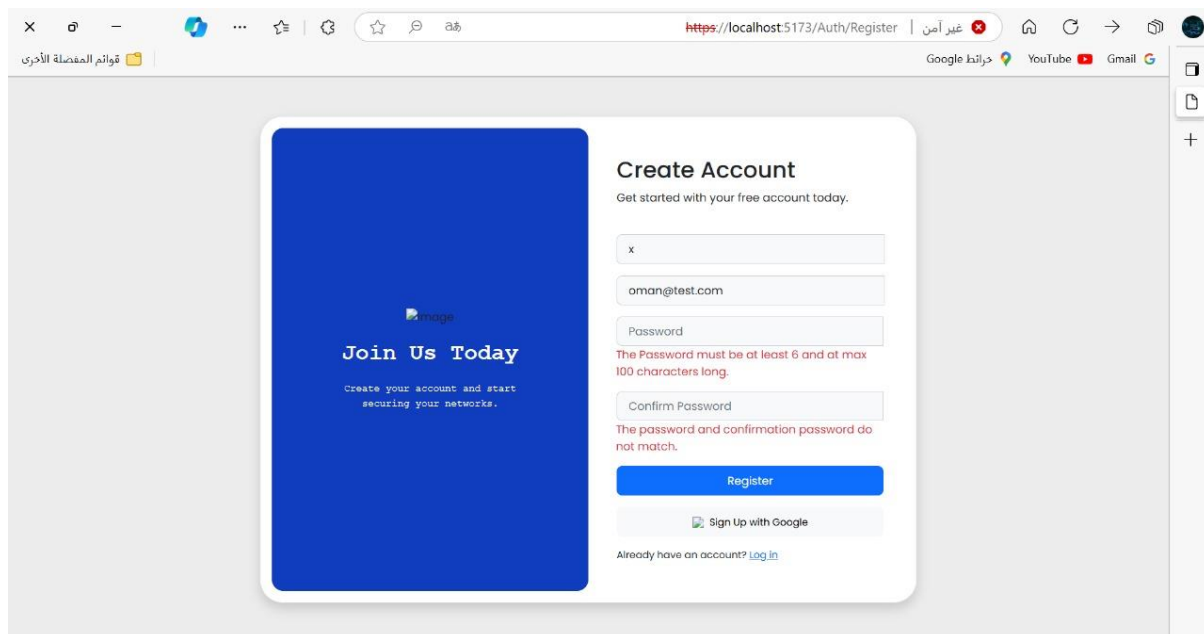 https://localhost:5173/Auth/Register | غير آمن
aあ
Gmail
YouTube
خرائط Google
قوائم المفضلة الأخرى
Image
Join Us Today
Create your account and start
securing your networks.
Create Account
Get started with your free account today.
x
oman@test.com
Password
The Password must be at least 6 and at max
100 characters long.
Confirm Password
The password and confirmation password do
not match.
Register
Sign Up with Google
Already have an account? Log in